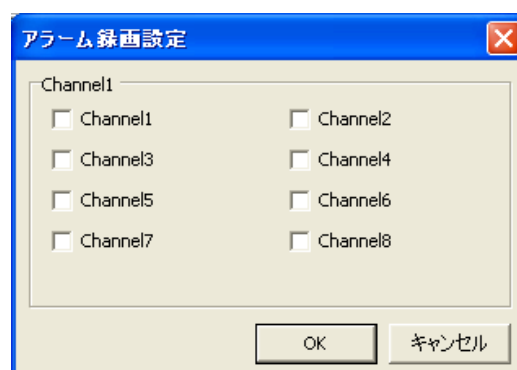 アラーム録画設定
Channel1
Channel1 Channel2
Channel3 Channel4
Channel5 Channel6
Channel7 Channel8
OK キャンセル